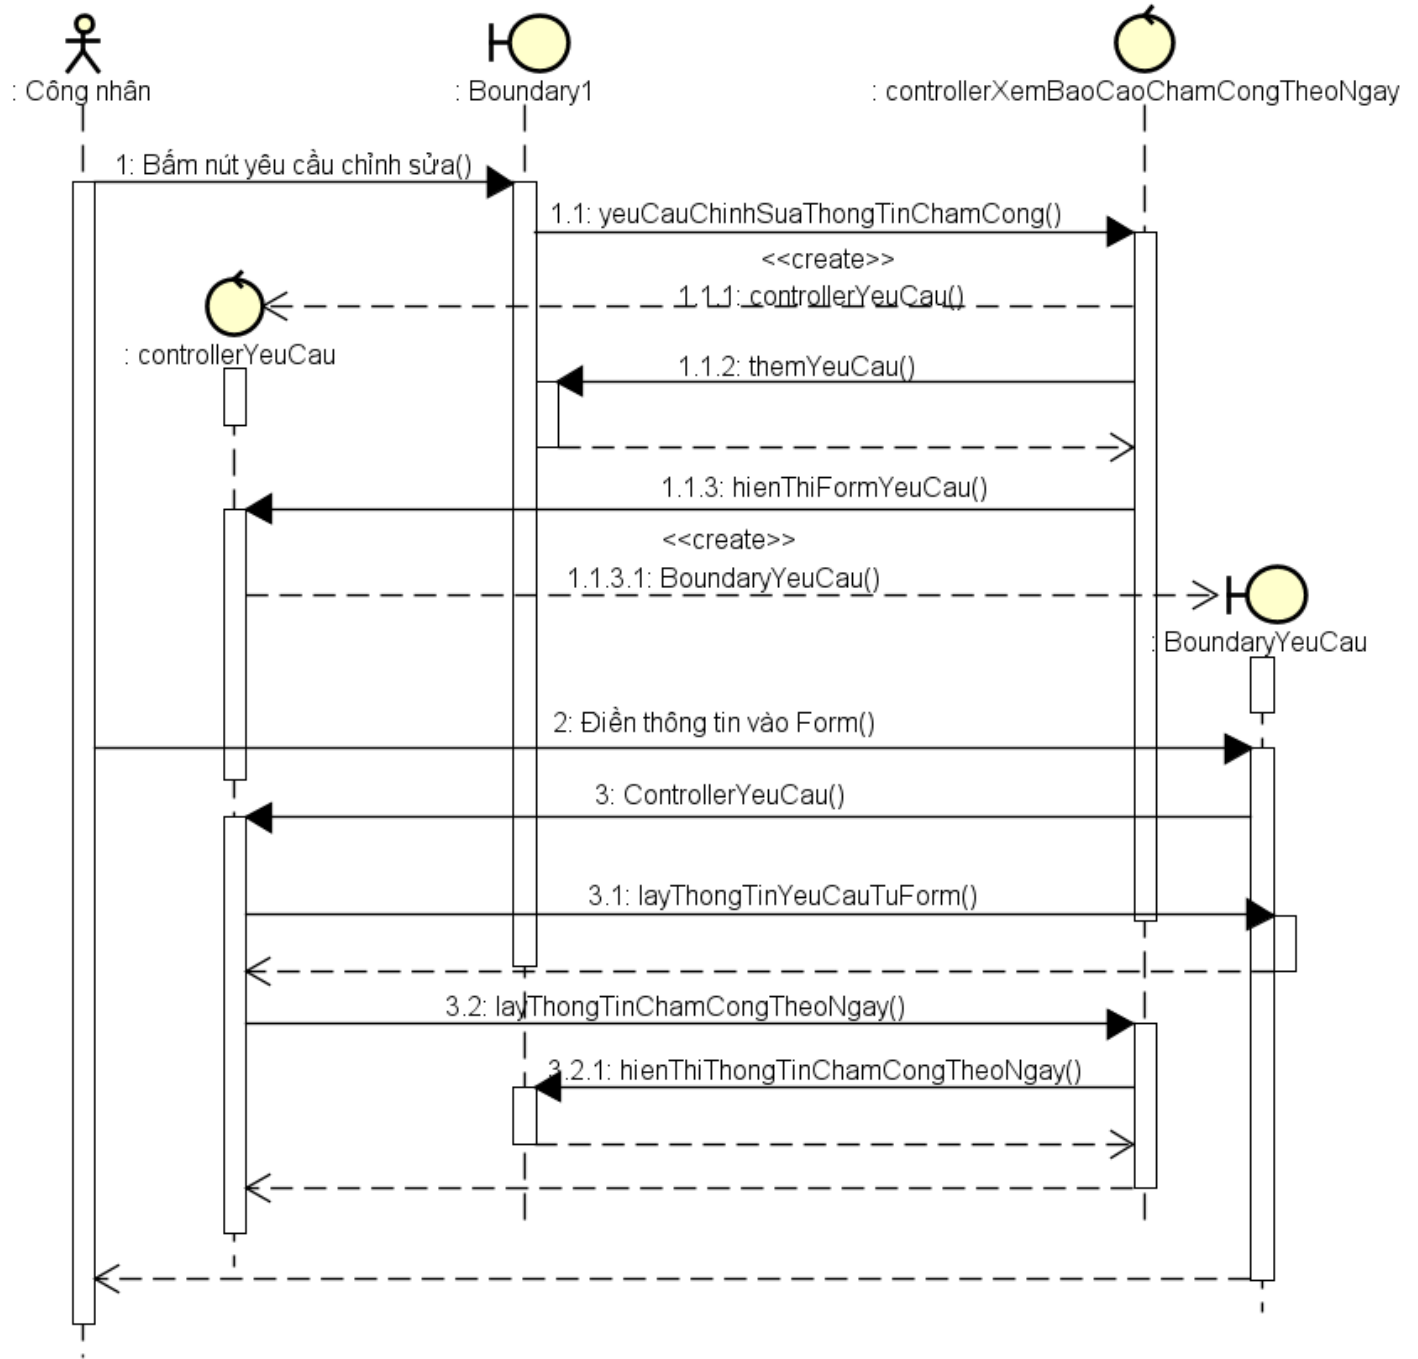 : Công nhân
: Boundary1
: controllerXemBaoCaoChamCongTheoNgay
1: Bấm nút yêu cầu chỉnh sửa()
1.1: yeuCauChinhSuaThongTinChamCong()
<<create>>
1.1.1: controllerYeuCau()
: controllerYeuCau
1.1.2: themYeuCau()
1.1.3: hienThiFormYeuCau()
<<create>>
1.1.3.1: BoundaryYeuCau()
: BoundaryYeuCau
2: Điền thông tin vào Form()
3: ControllerYeuCau()
3.1: layThongTinYeuCauTuForm()
3.2: layThongTinChamCongTheoNgay()
3.2.1: hienThiThongTinChamCongTheoNgay()